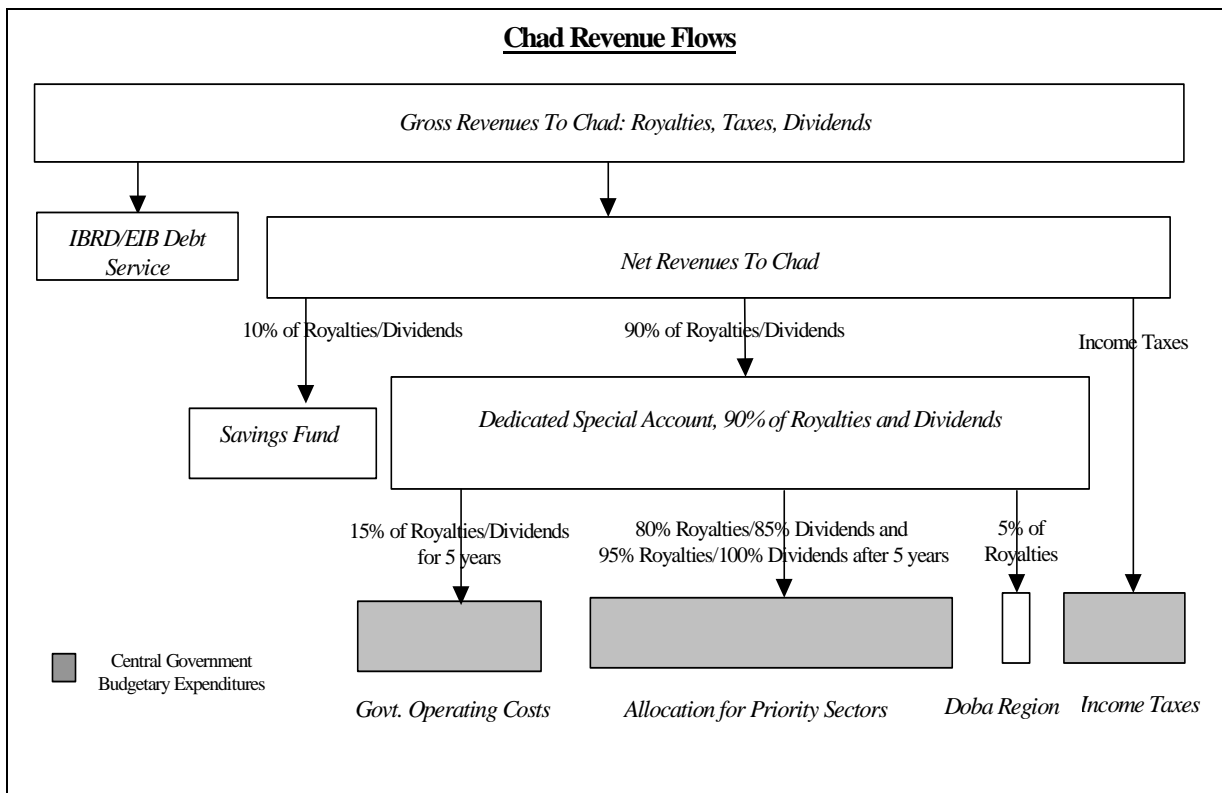 Chad Revenue Flows
Gross Revenues To Chad: Royalties, Taxes, Dividends
IBRD/EIB Debt
Service
Net Revenues To Chad
10% of Royalties/Dividends
90% of Royalties/Dividends
Income Taxes
Savings Fund
Dedicated Special Account, 90% of Royalties and Dividends
15% of Royalties/Dividends
for 5 years
80% Royalties/85% Dividends and
95% Royalties/100% Dividends after 5 years
5% of
Royalties
Central Government
Budgetary Expenditures
Govt. Operating Costs
Allocation for Priority Sectors
Doba Region
Income Taxes